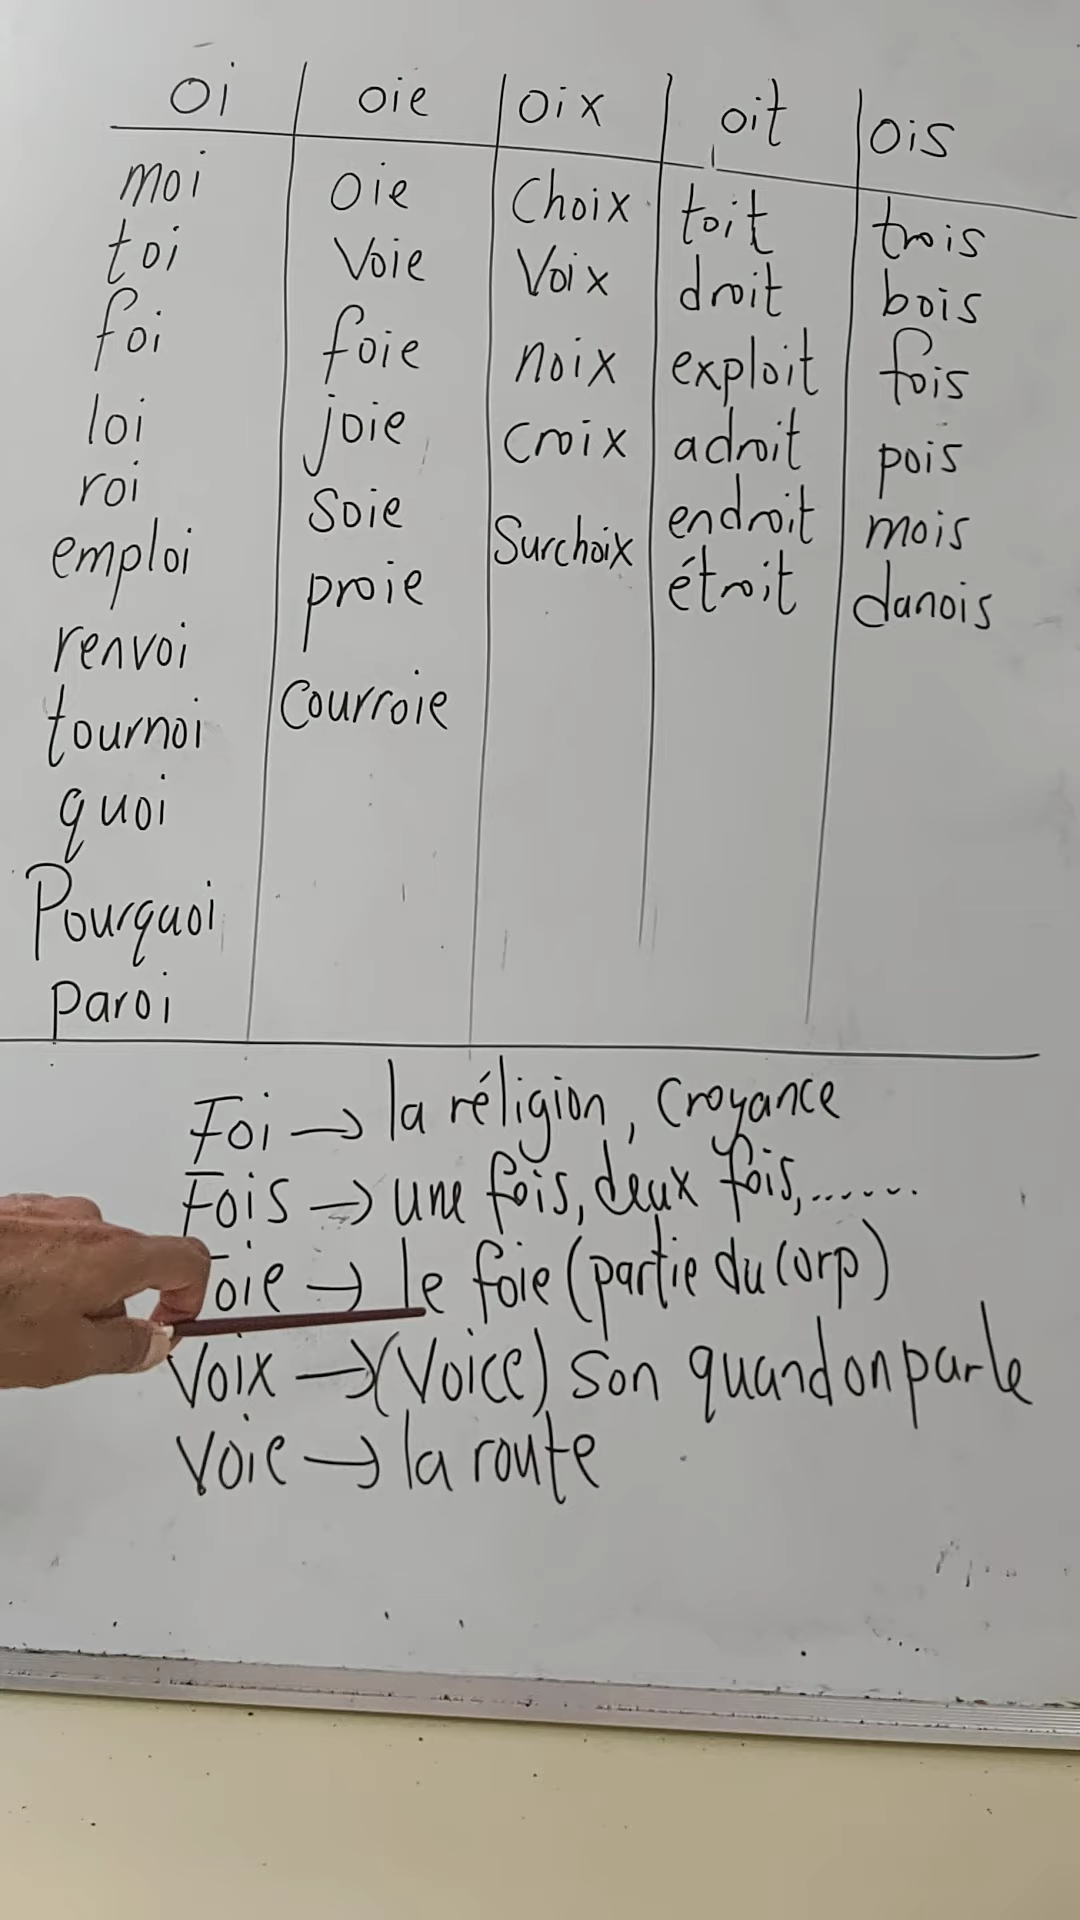 oi oie oix oit ois
moi oie Choix toit trois
toi Voie Voix droit bois
foi foie noix exploit fois
loi joie croix adroit pois
roi soie Surchoix endroit mois
emploi proie étroit danois
renvoi courroie
tournoi
quoi
Pourquoi
paroi
Foi → la réligion, croyance
Fois → une fois, deux fois,......
Foie → le foie (partie du corp)
Voix → (Voice) son quand on parle
Voie → la route